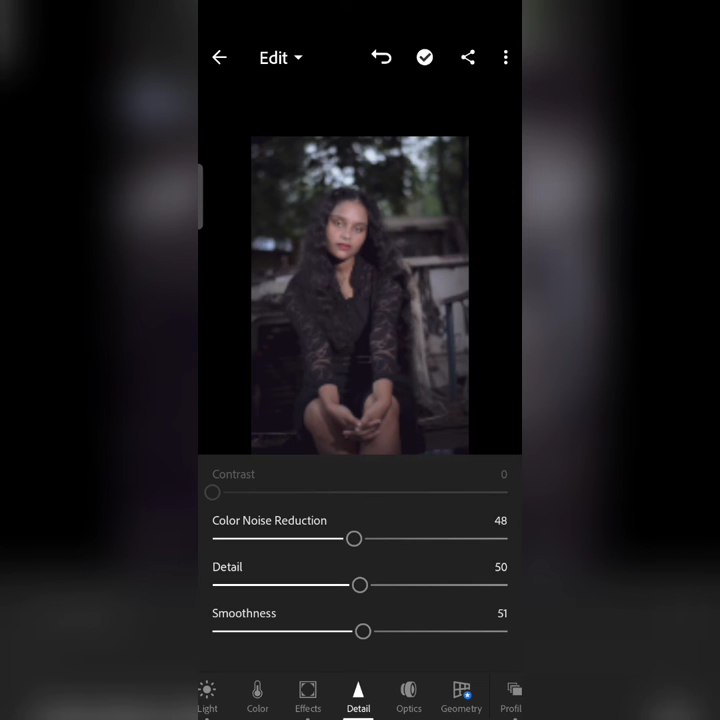 Edit
Contrast 0
Color Noise Reduction 48
Detail 50
Smoothness 51
Light Color Effects Detail Optics Geometry Profil